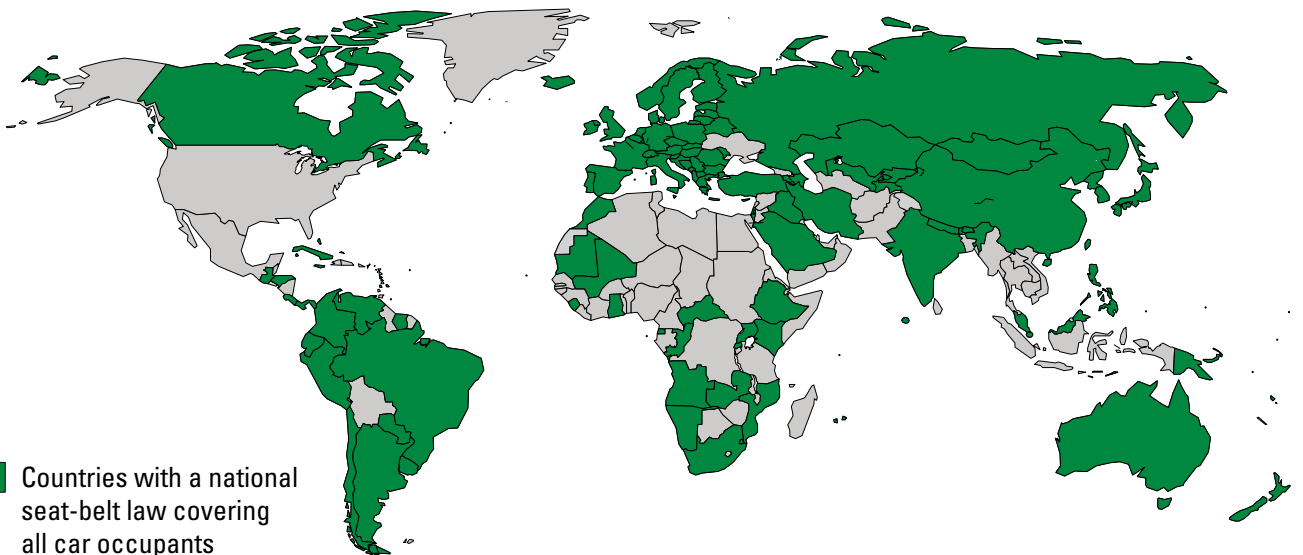 Countries with a national
seat-belt law covering
all car occupants